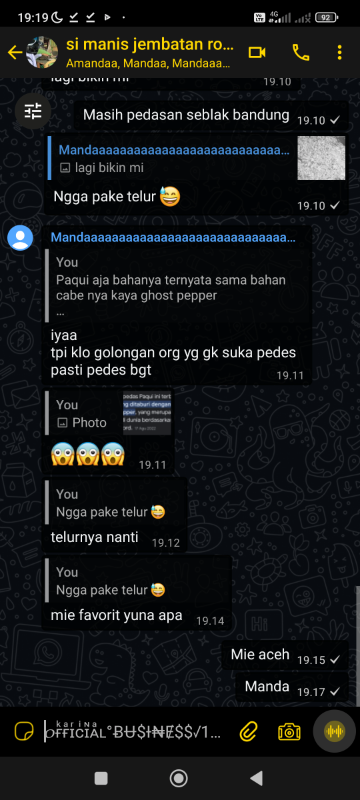 19:19
4G
92
si manis jembatan ro...
Amandaa, Mandaa, Mandaaa...
lagi bikin mi
19.10
Masih pedasan seblak bandung
19.10
Mandaaaaaaaaaaaaaaaaaaaaaaaaaaaa...
lagi bikin mi
Ngga pake telur 😅
19.10
Mandaaaaaaaaaaaaaaaaaaaaaaaaaaaaaa...
You
Paqui aja bahanya ternyata sama bahan
cabe nya kaya ghost pepper
...
iyaa
tpi klo golongan org yg gk suka pedes
pasti pedes bgt
19.11
You
Photo
😱😱😱
19.11
You
Ngga pake telur 😅
telurnya nanti
19.12
You
Ngga pake telur 😅
mie favorit yuna apa
19.14
Mie aceh
19.15
Manda
19.17
karina